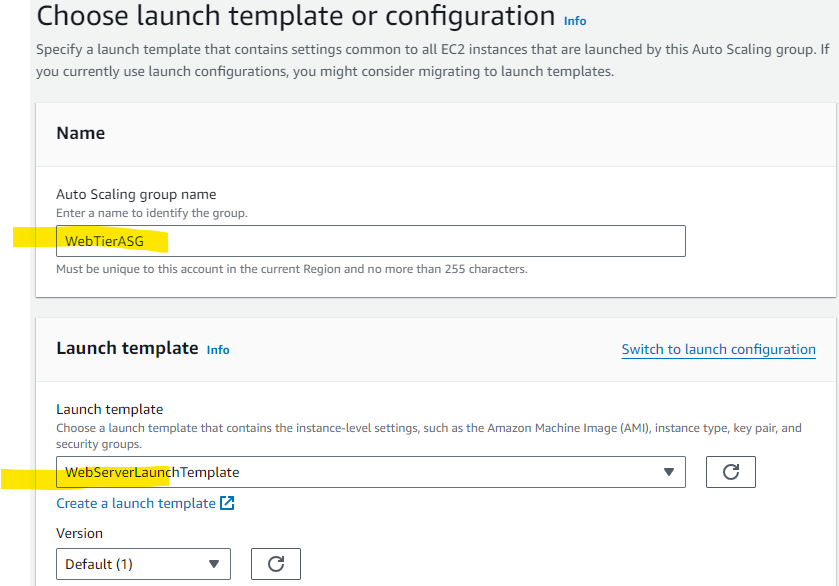 Choose launch template or configuration Info
Specify a launch template that contains settings common to all EC2 instances that are launched by this Auto Scaling group. If
you currently use launch configurations, you might consider migrating to launch templates.
Name
Auto Scaling group name
Enter a name to identify the group.
WebTierASG
Must be unique to this account in the current Region and no more than 255 characters.
Launch template Info
Switch to launch configuration
Launch template
Choose a launch template that contains the instance-level settings, such as the Amazon Machine Image (AMI), instance type, key pair, and
security groups.
WebServerLaunchTemplate
Create a launch template
Version
Default (1)